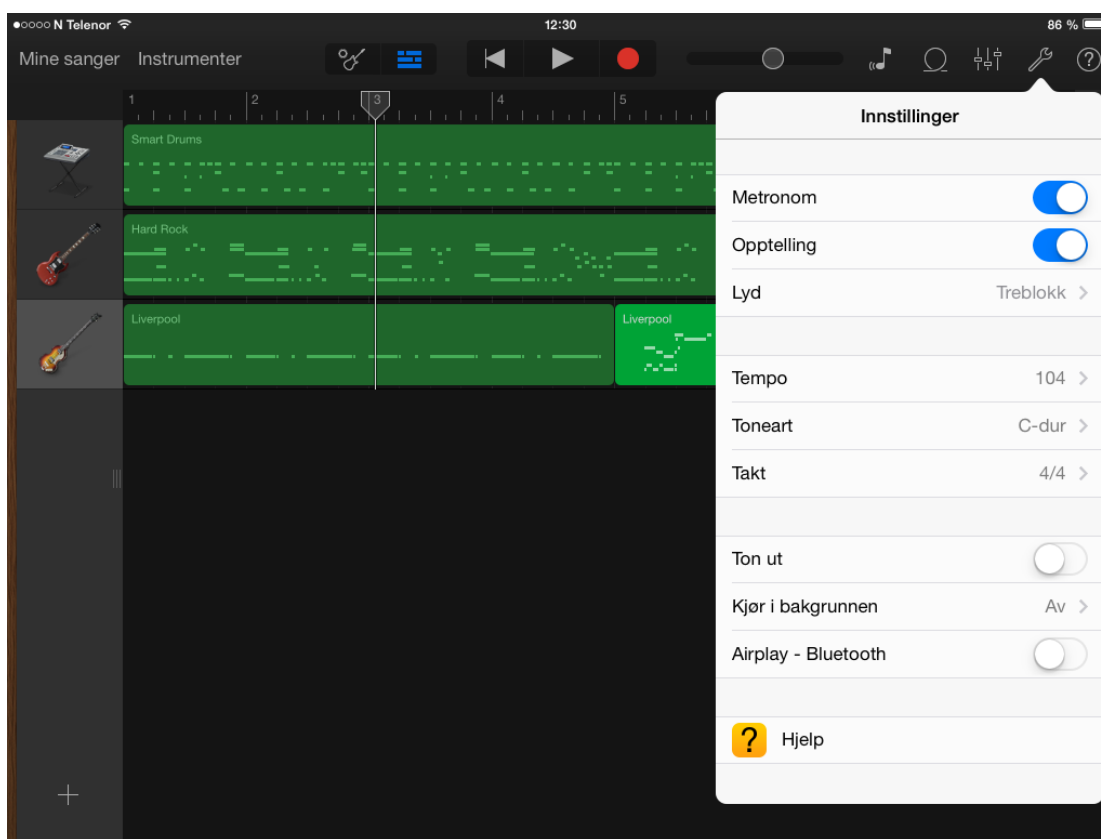 N Telenor 12:30 86 %
Mine sanger Instrumenter ?
1 2 3 4 5
Innstillinger
Smart Drums
Metronom
Hard Rock
Opptelling
Lyd Treblokk
Liverpool Liverpool
Tempo 104
Toneart C-dur
Takt 4/4
Ton ut
Kjør i bakgrunnen Av
Airplay - Bluetooth
? Hjelp